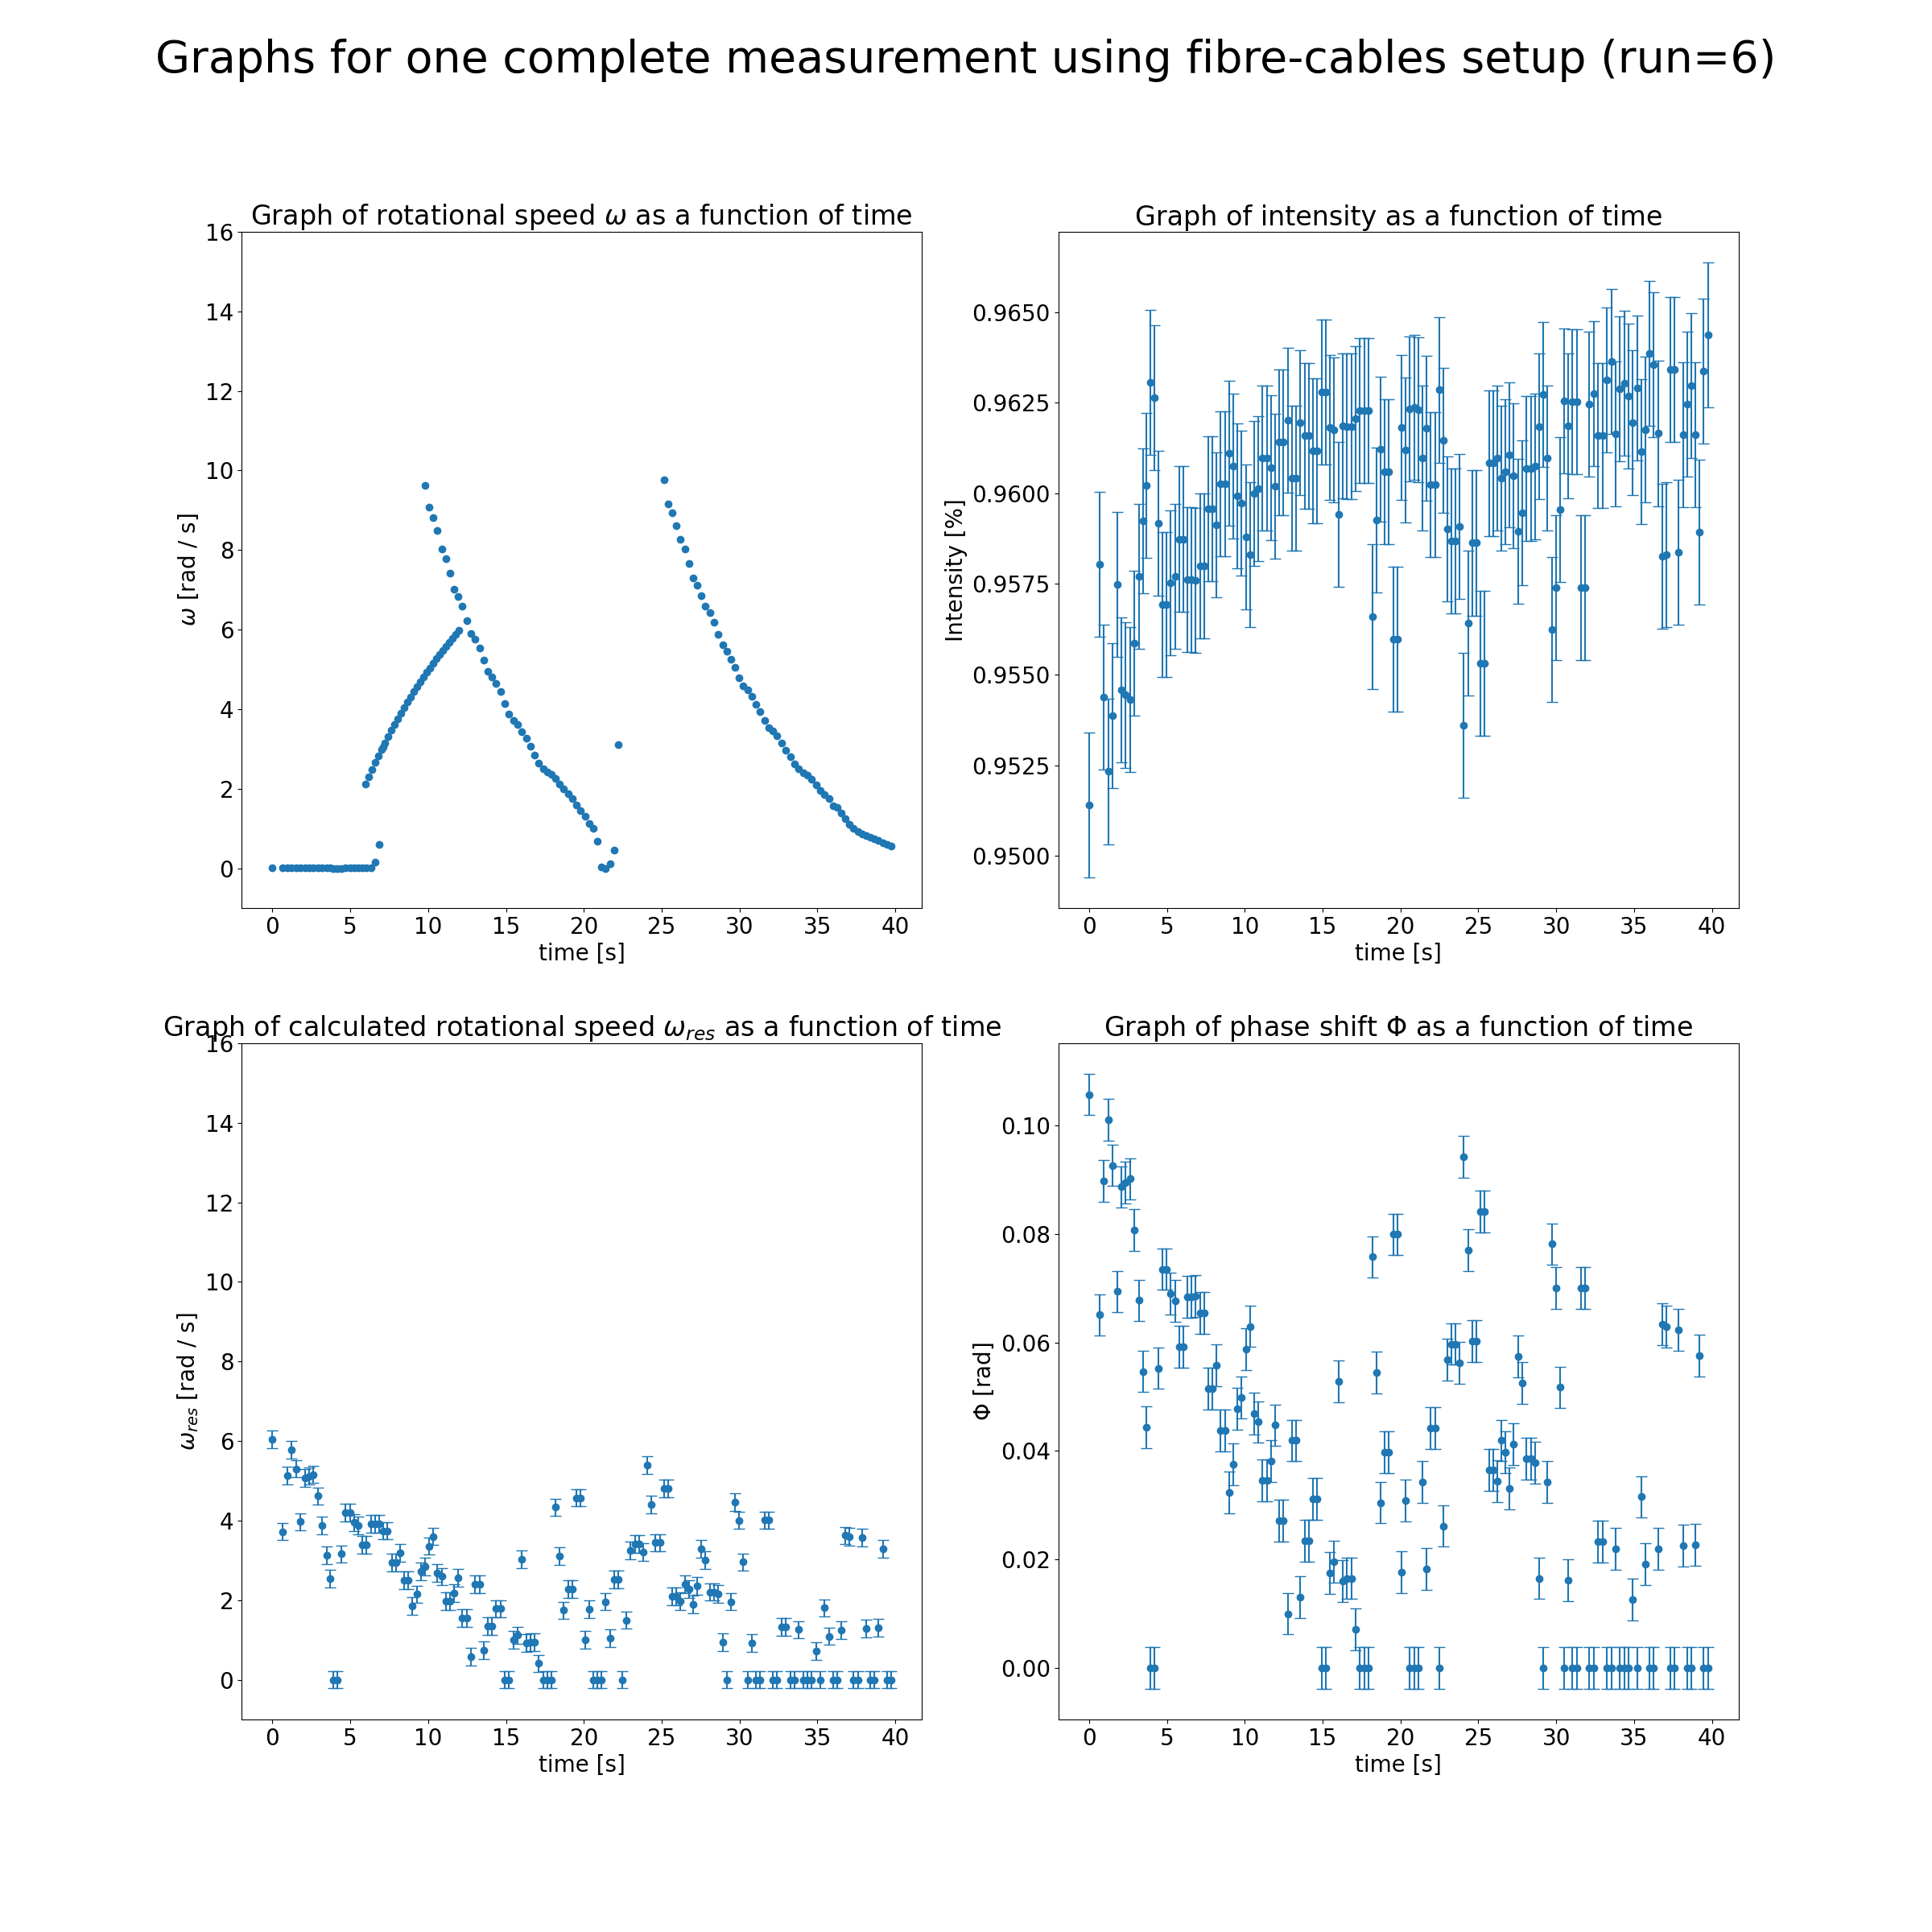 Graphs for one complete measurement using fibre-cables setup (run=6)
Graph of rotational speed ω as a function of time
16
14
12
10
8
6
4
2
0
ω [rad / s]
0 5 10 15 20 25 30 35 40
time [s]
Graph of intensity as a function of time
0.9650
0.9625
0.9600
0.9575
0.9550
0.9525
0.9500
Intensity [%]
0 5 10 15 20 25 30 35 40
time [s]
Graph of calculated rotational speed ω_res as a function of time
16
14
12
10
8
6
4
2
0
ω_res [rad / s]
0 5 10 15 20 25 30 35 40
time [s]
Graph of phase shift Φ as a function of time
0.10
0.08
0.06
0.04
0.02
0.00
Φ [rad]
0 5 10 15 20 25 30 35 40
time [s]